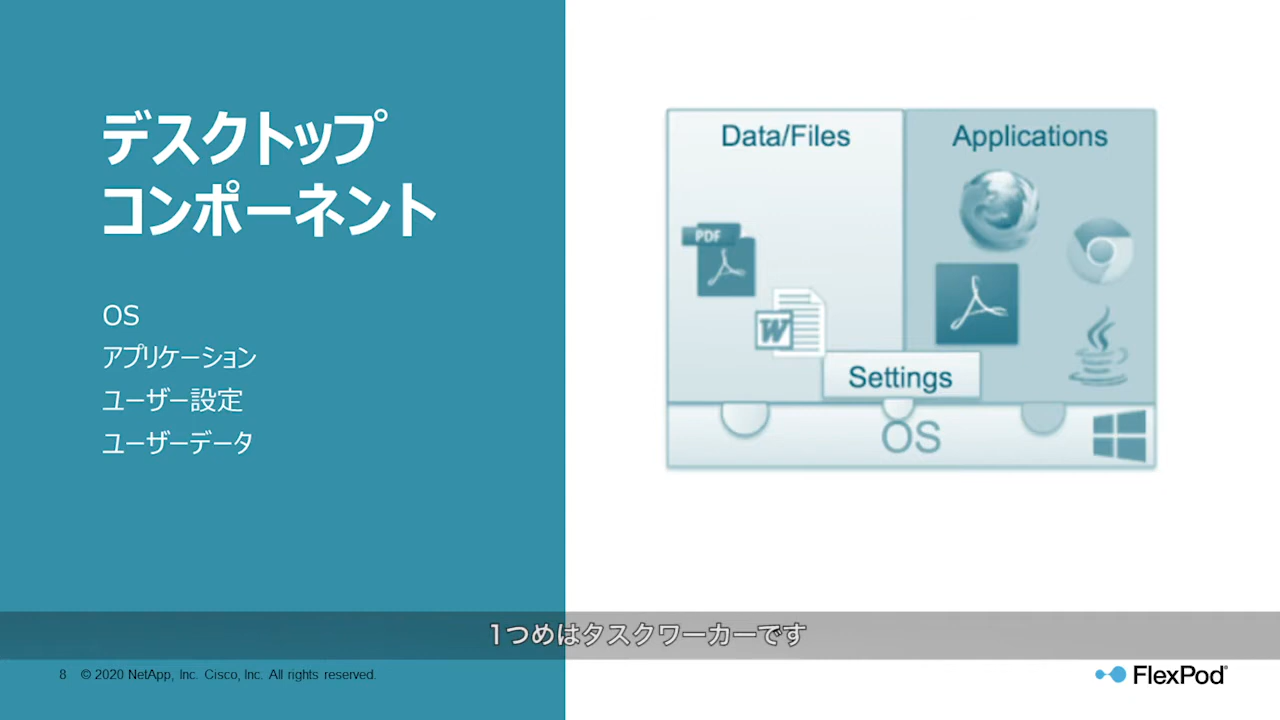 デスクトップ
コンポーネント
OS
アプリケーション
ユーザー設定
ユーザーデータ
Data/Files
Applications
PDF
W
Settings
OS
1つめはタスクワーカーです
8 © 2020 NetApp, Inc. Cisco, Inc. All rights reserved.
FlexPod®